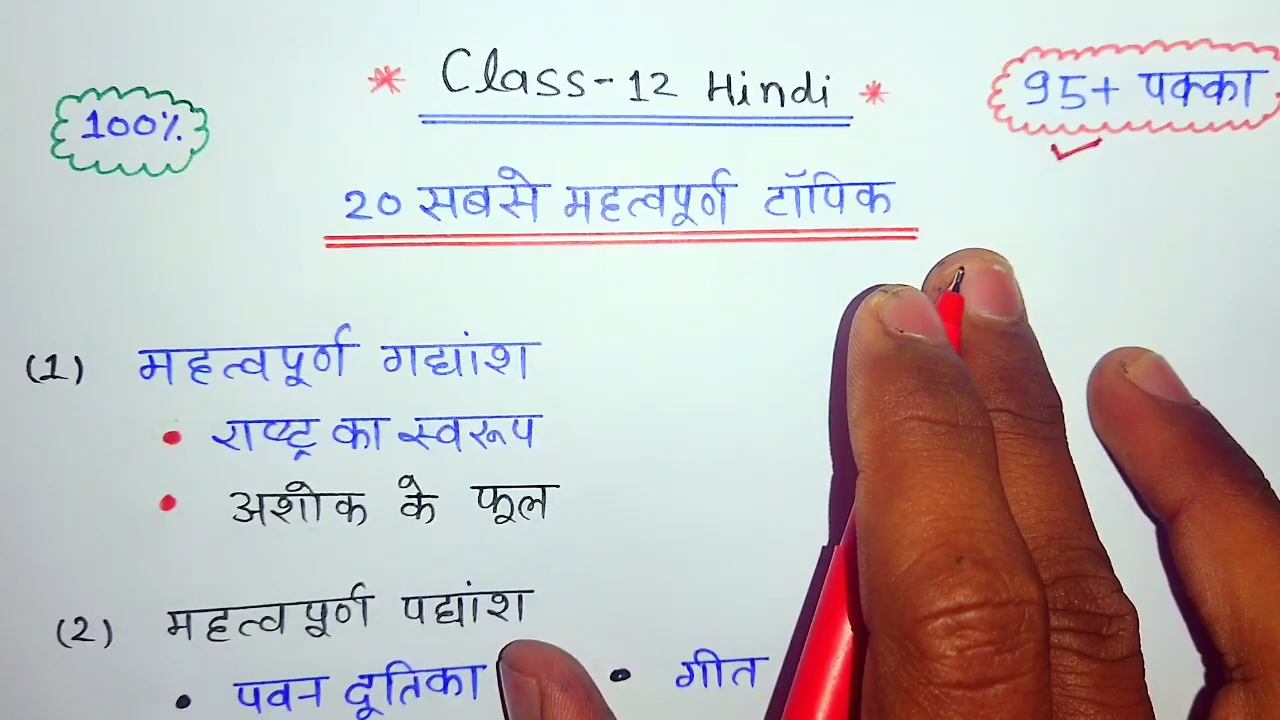 * Class-12 Hindi *
100%
95+ पक्का
20 सबसे महत्वपूर्ण टॉपिक
(1) महत्वपूर्ण गद्यांश
• राष्ट्र का स्वरूप
• अशोक के फूल
(2) महत्वपूर्ण पद्यांश
• पवन दूतिका • गीत